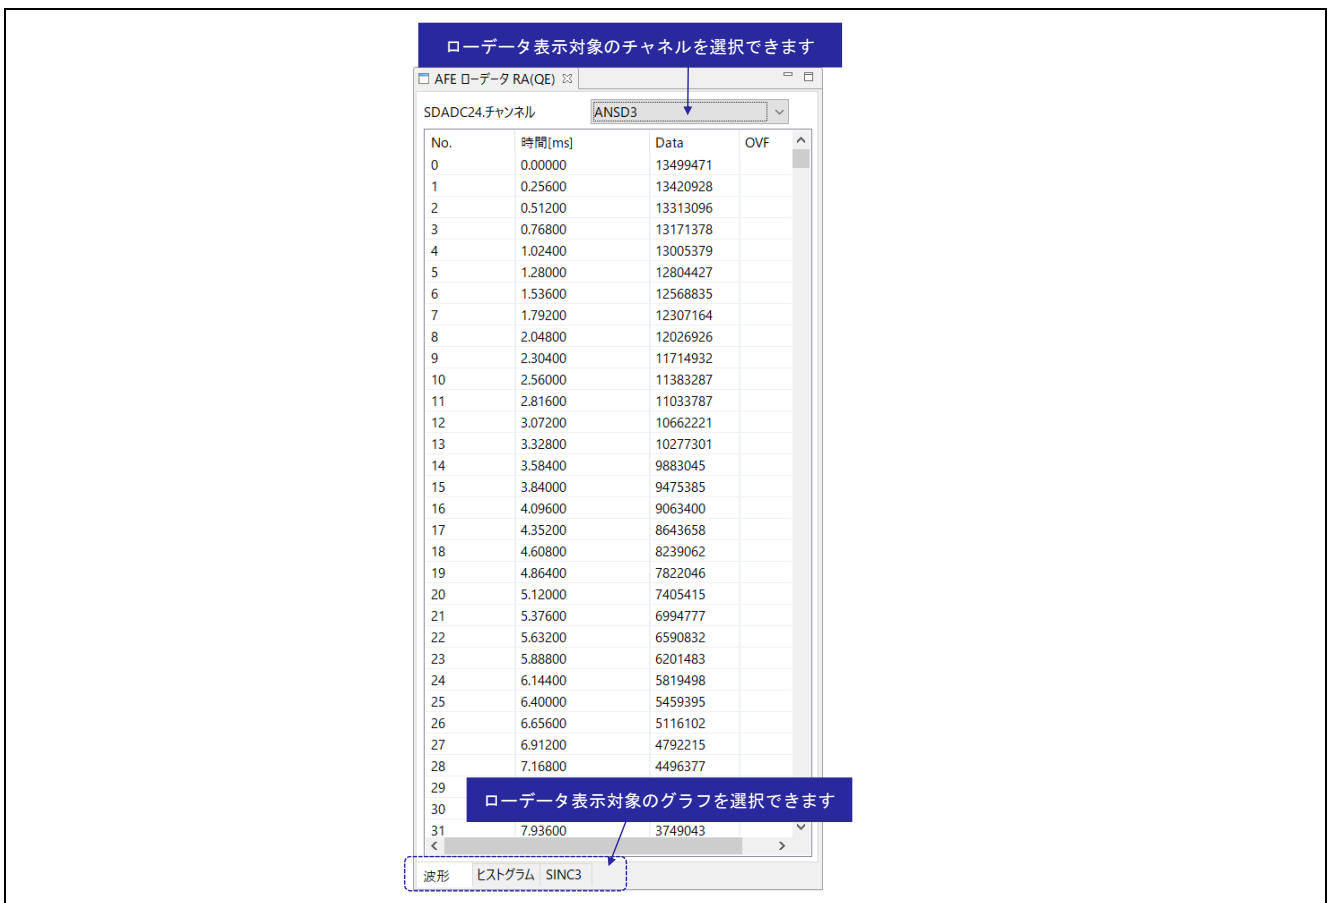 ローデータ表示対象のチャネルを選択できます
AFE ローデータ RA(QE)
SDADC24.チャンネル ANSD3
No. 時間[ms] Data OVF
0 0.00000 13499471
1 0.25600 13420928
2 0.51200 13313096
3 0.76800 13171378
4 1.02400 13005379
5 1.28000 12804427
6 1.53600 12568835
7 1.79200 12307164
8 2.04800 12026926
9 2.30400 11714932
10 2.56000 11383287
11 2.81600 11033787
12 3.07200 10662221
13 3.32800 10277301
14 3.58400 9883045
15 3.84000 9475385
16 4.09600 9063400
17 4.35200 8643658
18 4.60800 8239062
19 4.86400 7822046
20 5.12000 7405415
21 5.37600 6994777
22 5.63200 6590832
23 5.88800 6201483
24 6.14400 5819498
25 6.40000 5459395
26 6.65600 5116102
27 6.91200 4792215
28 7.16800 4496377
29
30
ローデータ表示対象のグラフを選択できます
31 7.93600 3749043
波形 ヒストグラム SINC3